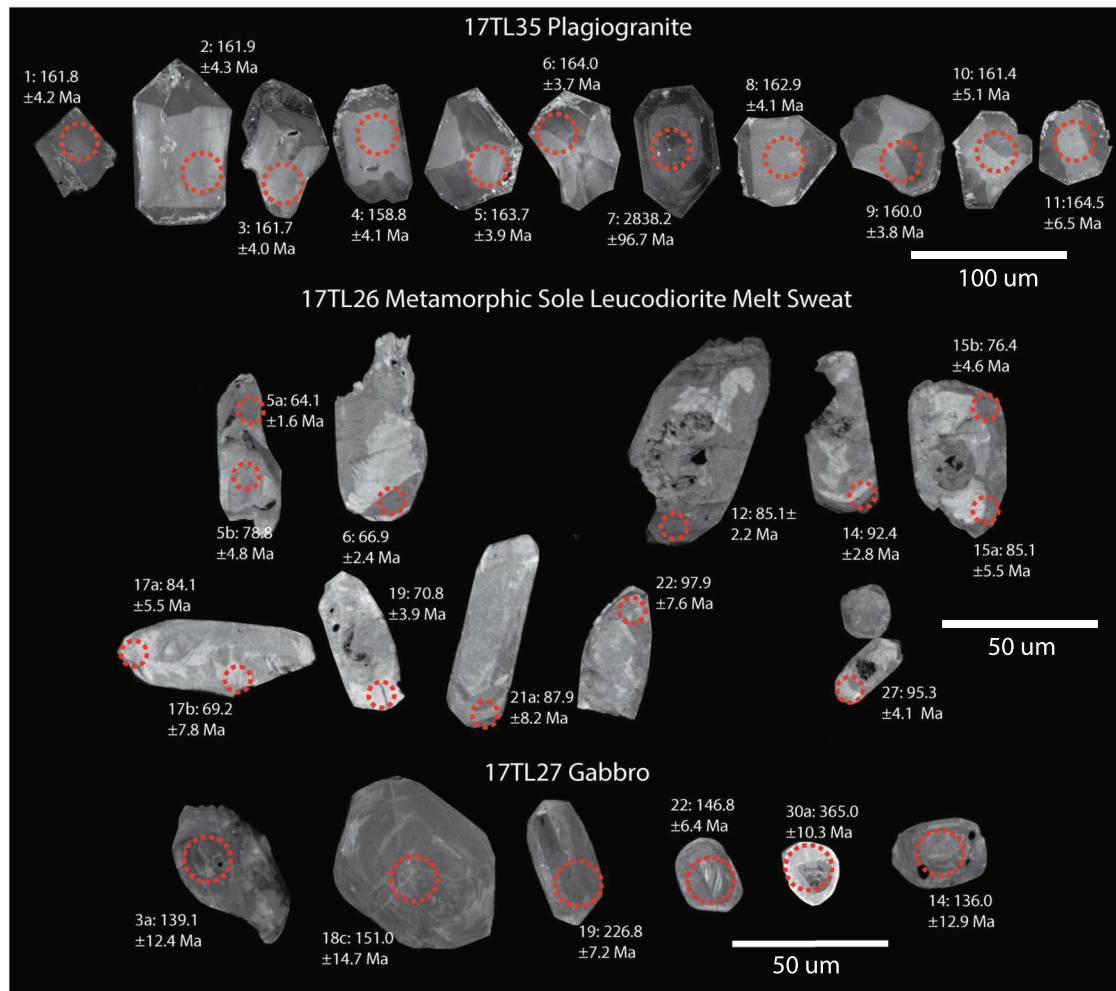 17TL35 Plagiogranite
1: 161.8
±4.2 Ma
2: 161.9
±4.3 Ma
3: 161.7
±4.0 Ma
4: 158.8
±4.1 Ma
5: 163.7
±3.9 Ma
6: 164.0
±3.7 Ma
7: 2838.2
±96.7 Ma
8: 162.9
±4.1 Ma
9: 160.0
±3.8 Ma
10: 161.4
±5.1 Ma
11:164.5
±6.5 Ma
100 um
17TL26 Metamorphic Sole Leucodiorite Melt Sweat
5a: 64.1
±1.6 Ma
5b: 78.8
±4.8 Ma
6: 66.9
±2.4 Ma
12: 85.1±
2.2 Ma
14: 92.4
±2.8 Ma
15b: 76.4
±4.6 Ma
15a: 85.1
±5.5 Ma
17a: 84.1
±5.5 Ma
17b: 69.2
±7.8 Ma
19: 70.8
±3.9 Ma
21a: 87.9
±8.2 Ma
22: 97.9
±7.6 Ma
27: 95.3
±4.1 Ma
50 um
17TL27 Gabbro
3a: 139.1
±12.4 Ma
18c: 151.0
±14.7 Ma
19: 226.8
±7.2 Ma
22: 146.8
±6.4 Ma
30a: 365.0
±10.3 Ma
14: 136.0
±12.9 Ma
50 um